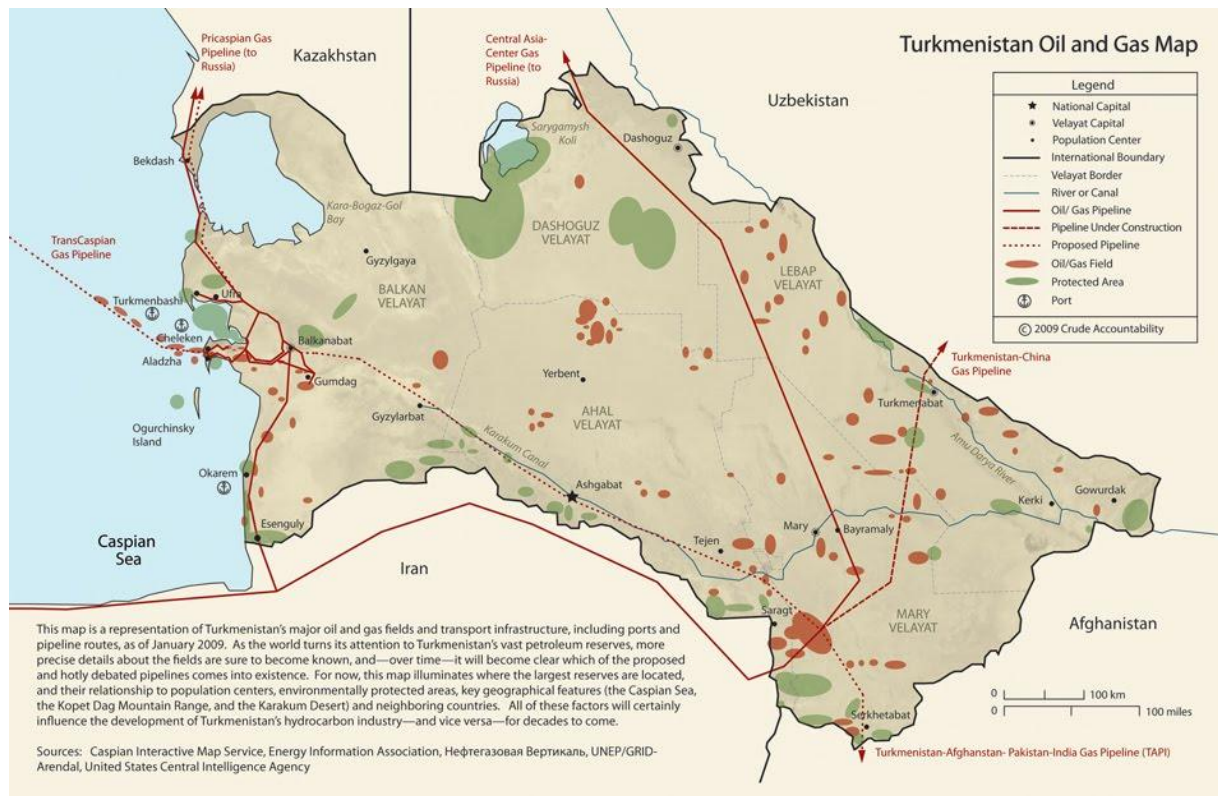 Turkmenistan Oil and Gas Map
Legend
National Capital
Velayat Capital
Population Center
International Boundary
Velayat Border
River or Canal
Oil/ Gas Pipeline
Pipeline Under Construction
Proposed Pipeline
Oil/Gas Field
Protected Area
Port
© 2009 Crude Accountability
Pricaspian Gas
Pipeline (to
Russia)
Kazakhstan
Central Asia-
Center Gas
Pipeline (to
Russia)
Uzbekistan
Sarygamysh
Koli
Dashoguz
Bekdash
Kara-Bogaz-Gol
Bay
TransCaspian
Gas Pipeline
Gyzylgaya
DASHOGUZ
VELAYAT
BALKAN
VELAYAT
LEBAP
VELAYAT
Turkmenbashi
Ufra
Cheleken
Aladzha
Balkanabat
Gumdag
Turkmenistan-China
Gas Pipeline
Yerbent
Turkmenabat
Ogurchinsky
Island
Gyzylarbat
AHAL
VELAYAT
Karakum Canal
Amu Darya River
Okarem
Ashgabat
Kerki
Gowurdak
Esenguly
Mary
Bayramaly
Tejen
Caspian
Sea
Iran
Saragt
MARY
VELAYAT
Afghanistan
Serkhetabat
This map is a representation of Turkmenistan's major oil and gas fields and transport infrastructure, including ports and
pipeline routes, as of January 2009. As the world turns its attention to Turkmenistan's vast petroleum reserves, more
precise details about the fields are sure to become known, and—over time—it will become clear which of the proposed
and hotly debated pipelines comes into existence. For now, this map illuminates where the largest reserves are located,
and their relationship to population centers, environmentally protected areas, key geographical features (the Caspian Sea,
the Kopet Dag Mountain Range, and the Karakum Desert) and neighboring countries. All of these factors will certainly
influence the development of Turkmenistan's hydrocarbon industry—and vice versa—for decades to come.
Sources: Caspian Interactive Map Service, Energy Information Association, Нефтегазовая Вертикаль, UNEP/GRID-
Arendal, United States Central Intelligence Agency
0 100 km
0 100 miles
Turkmenistan-Afghanstan- Pakistan-India Gas Pipeline (TAPI)